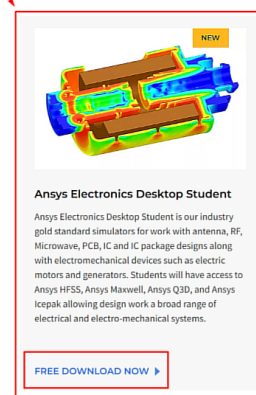 NEW
Ansys Electronics Desktop Student
Ansys Electronics Desktop Student is our industry
gold standard simulators for work with antenna, RF,
Microwave, PCB, IC and IC package designs along
with electromechanical devices such as electric
motors and generators. Students will have access to
Ansys HFSS, Ansys Maxwell, Ansys Q3D, and Ansys
Icepak allowing design work a broad range of
electrical and electro-mechanical systems.
FREE DOWNLOAD NOW